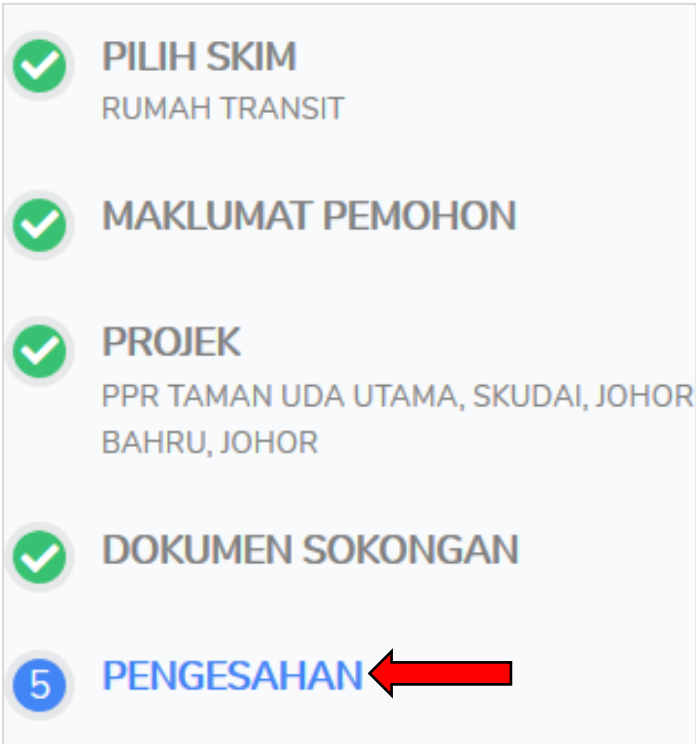 PILIH SKIM
RUMAH TRANSIT
MAKLUMAT PEMOHON
PROJEK
PPR TAMAN UDA UTAMA, SKUDAI, JOHOR
BAHRU, JOHOR
DOKUMEN SOKONGAN
5 PENGESAHAN